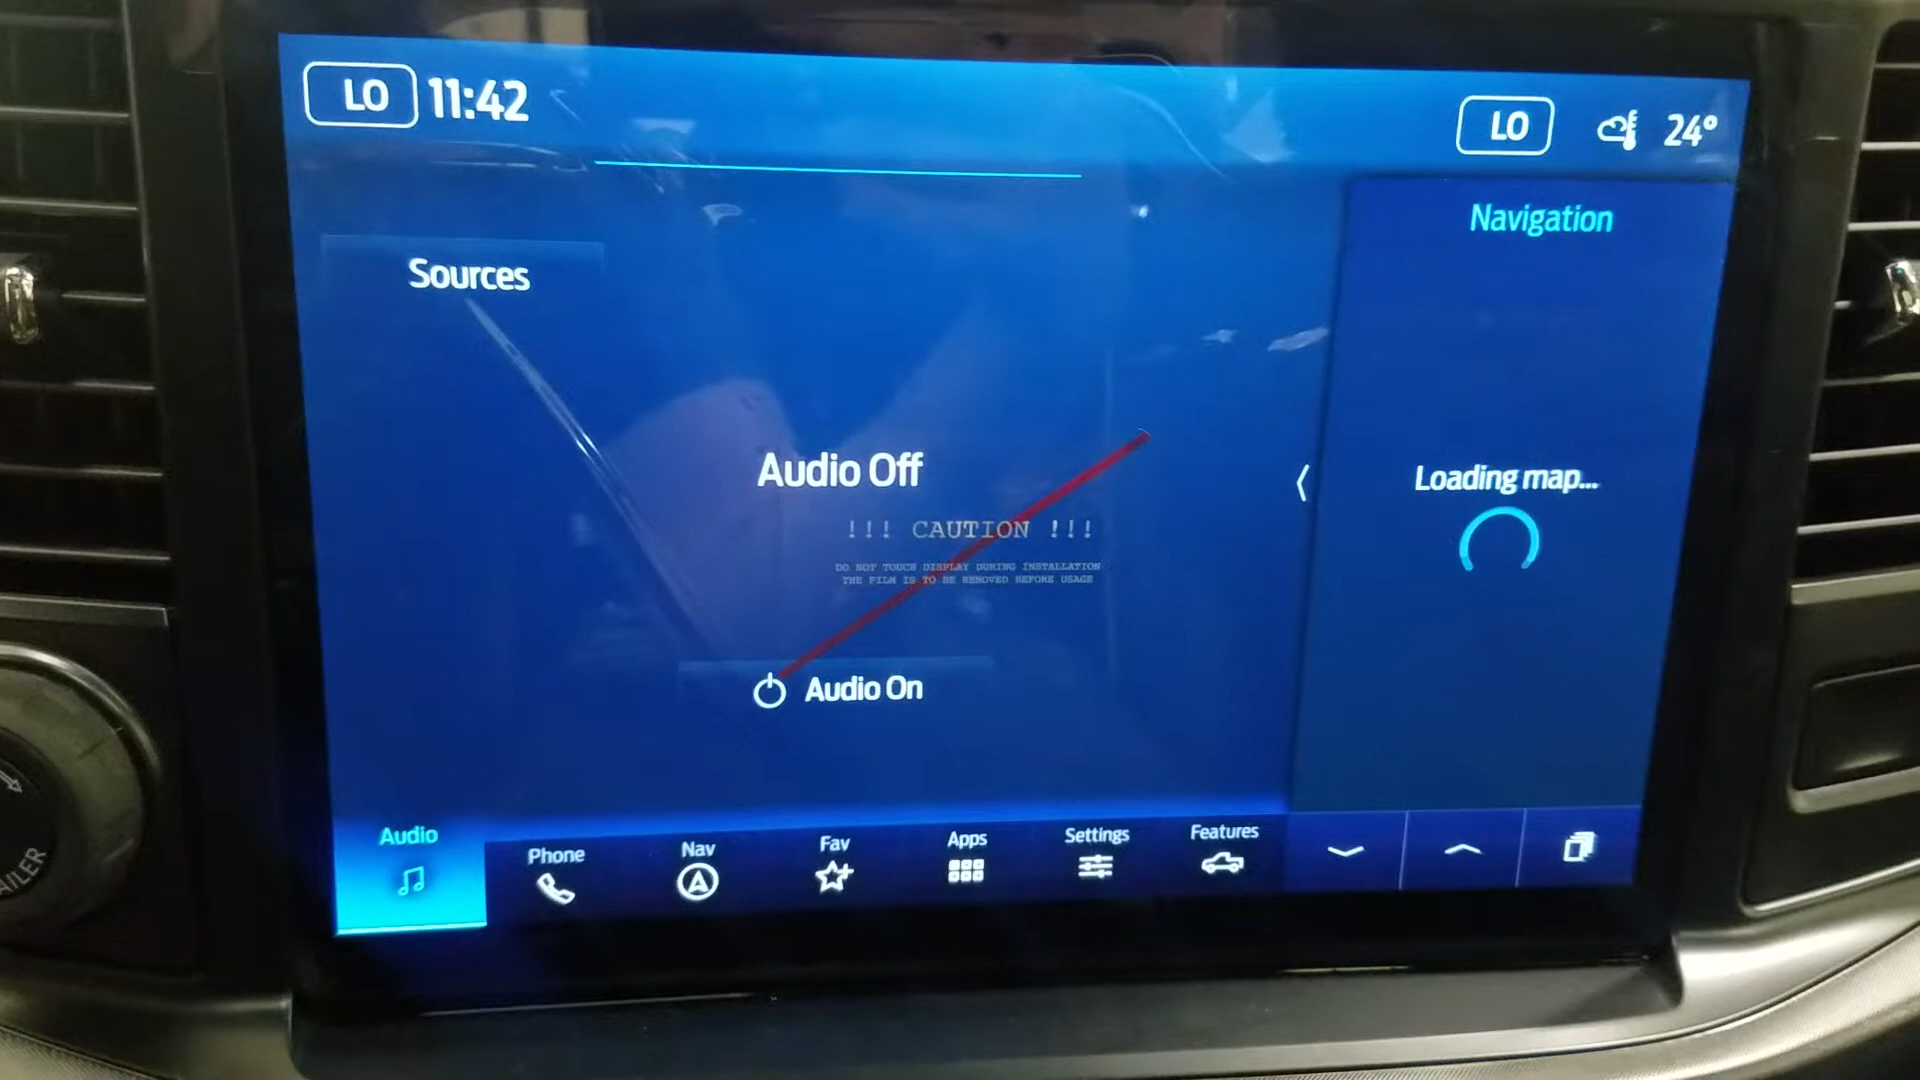 LO 11:42
LO 24°
Navigation
Sources
Audio Off
Loading map...
!!! CAUTION !!!
DO NOT TOUCH DISPLAY DURING INSTALLATION
THE FILM IS TO BE REMOVED BEFORE USAGE
Audio On
Audio
Phone
Nav
Fav
Apps
Settings
Features